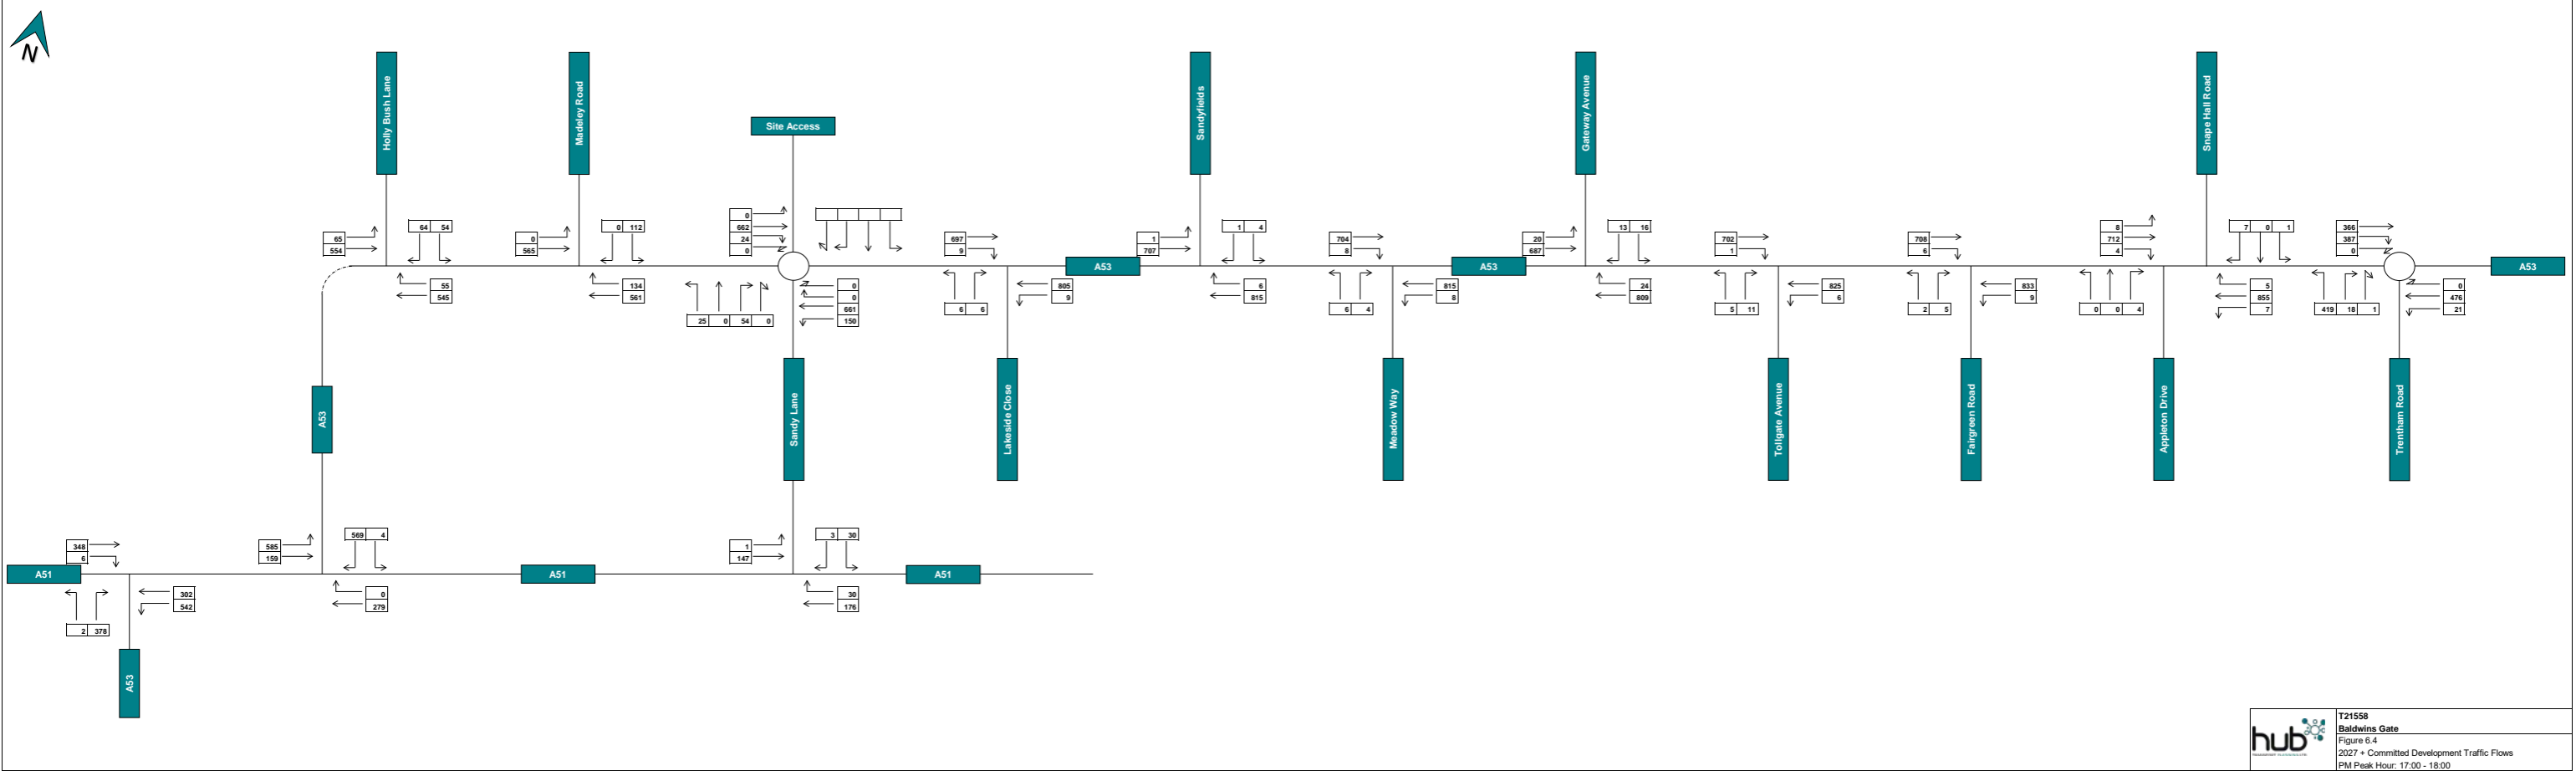 N
Holly Bush Lane
Madeley Road
Site Access
Sandyfields
Gateway Avenue
Snape Hall Road
65
554
64 54
55
545
0
565
0 112
134
561
0
662
24
0
25 0 54 0
0
0
661
150
697
9
6 6
805
9
A53
1
707
1 4
6
815
704
8
6 4
815
8
A53
20
687
13 16
24
809
702
1
5 11
825
6
708
6
2 5
833
9
8
712
4
0 0 4
7 0 1
5
855
7
366
387
0
419 18 1
0
476
21
A53
A53
Sandy Lane
Lakeside Close
Meadow Way
Tollgate Avenue
Fairgreen Road
Appleton Drive
Trentham Road
348
6
A51
2 378
302
542
A53
585
159
569 4
0
279
A51
1
147
3 30
30
176
A51
hub
T21558
Baldwins Gate
Figure 6.4
2027 + Committed Development Traffic Flows
PM Peak Hour: 17:00 - 18:00